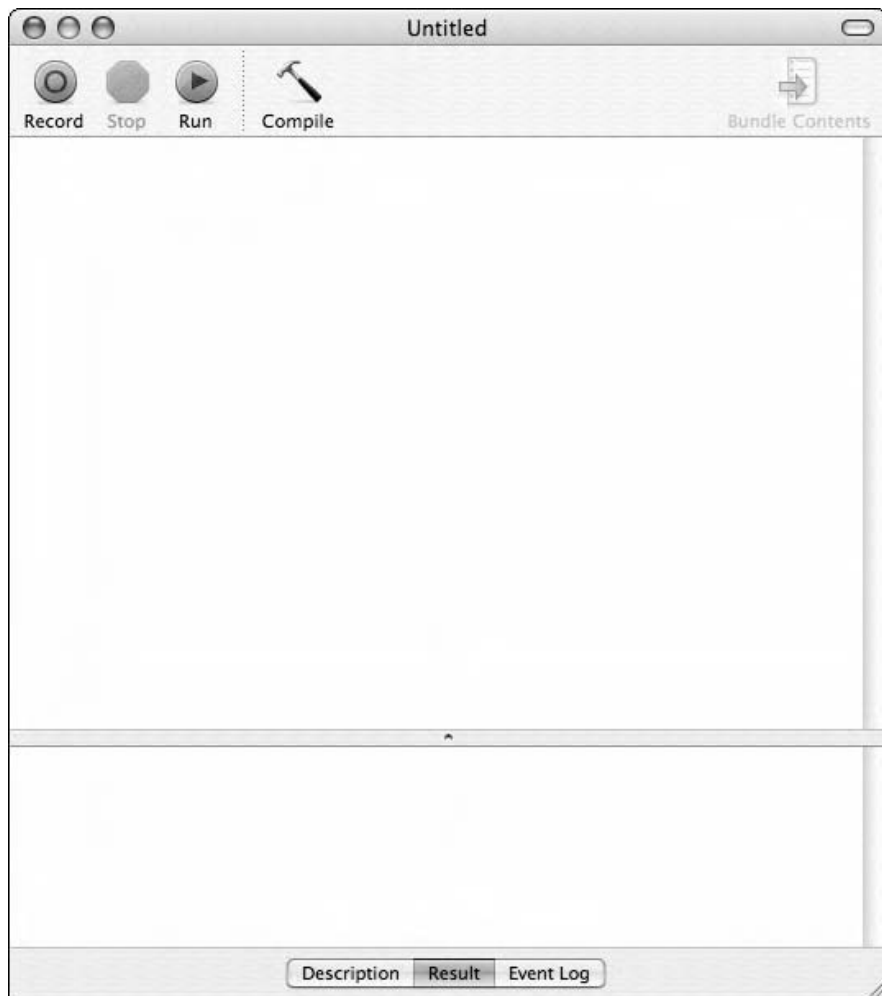 Untitled
Record Stop Run Compile Bundle Contents
Description Result Event Log